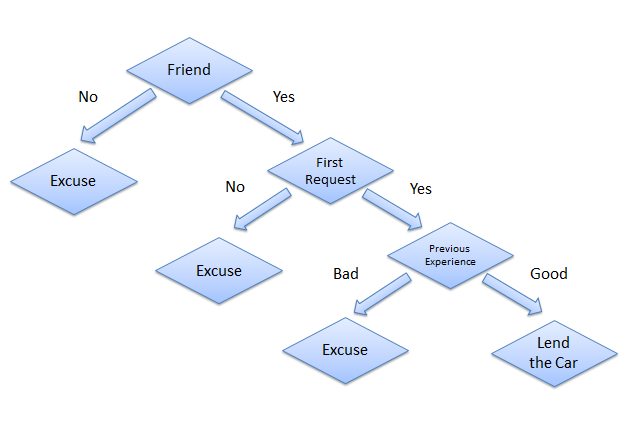 Friend
No
Yes
Excuse
First
Request
No
Yes
Excuse
Previous
Experience
Bad
Good
Excuse
Lend
the Car